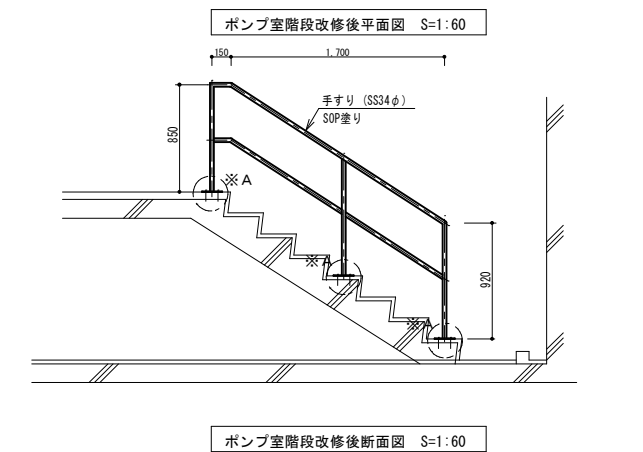 ポンプ室階段改修後平面図 S=1:60
150
1,700
手すり (SS34φ)
SOP塗り
850
※A
※A
920
※A
ポンプ室階段改修後断面図 S=1:60